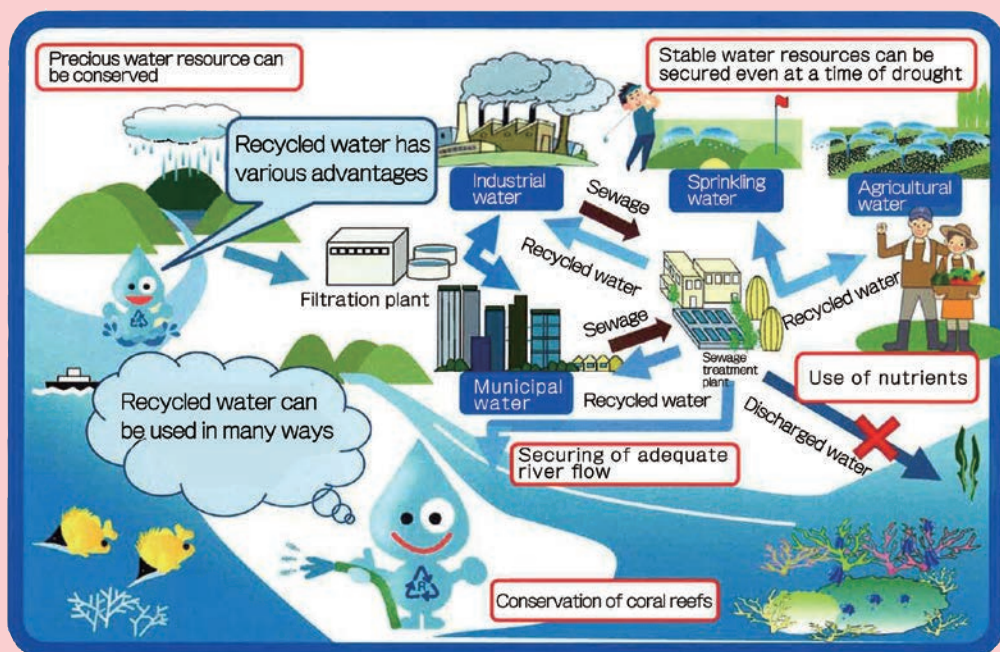 Precious water resource can
be conserved
Stable water resources can be
secured even at a time of drought
Recycled water has
various advantages
Industrial
water
Sewage
Sprinkling
water
Agricultural
water
Filtration plant
Recycled water
Sewage
Recycled water
Sewage
treatment
plant
Municipal
water
Recycled water
Use of nutrients
Discharged water
Recycled water can
be used in many ways
Securing of adequate
river flow
R
Conservation of coral reefs